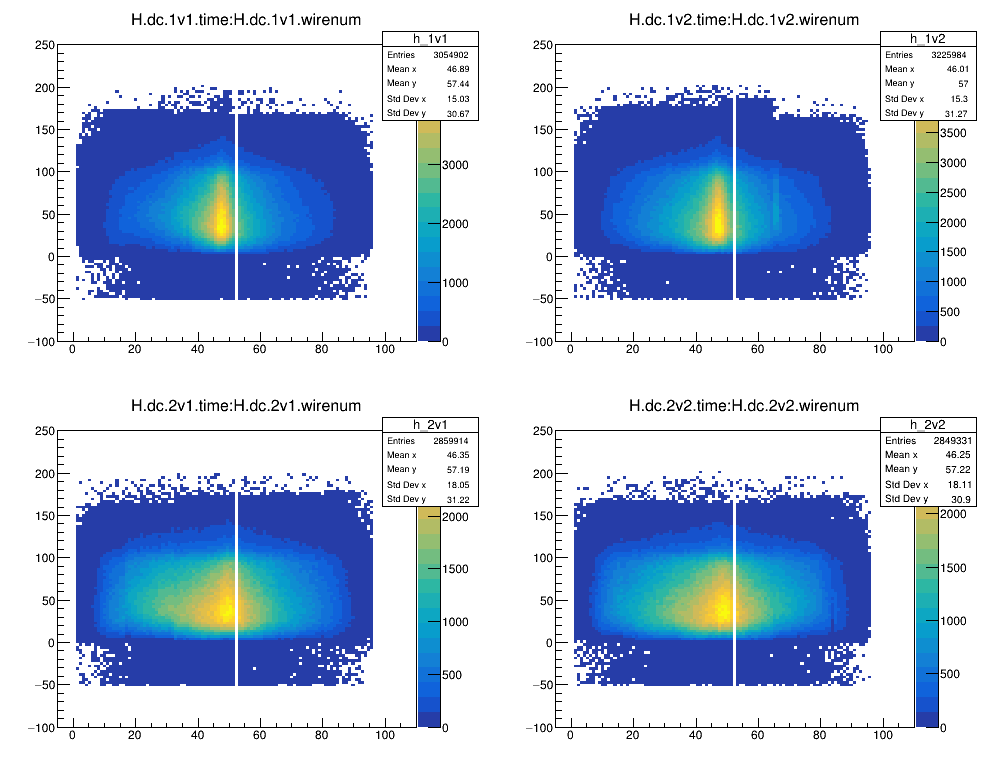 H.dc.1v1.time:H.dc.1v1.wirenum
h_1v1
Entries 3054902
Mean x 46.89
Mean y 57.44
Std Dev x 15.03
Std Dev y 30.67
250
200
150
100
50
0
−50
−100
0 20 40 60 80 100
3000
2000
1000
0
H.dc.1v2.time:H.dc.1v2.wirenum
h_1v2
Entries 3225984
Mean x 46.01
Mean y 57
Std Dev x 15.3
Std Dev y 31.27
250
200
150
100
50
0
−50
−100
0 20 40 60 80 100
3500
3000
2500
2000
1500
1000
500
0
H.dc.2v1.time:H.dc.2v1.wirenum
h_2v1
Entries 2859914
Mean x 46.35
Mean y 57.19
Std Dev x 18.05
Std Dev y 31.22
250
200
150
100
50
0
−50
−100
0 20 40 60 80 100
2000
1500
1000
500
0
H.dc.2v2.time:H.dc.2v2.wirenum
h_2v2
Entries 2849331
Mean x 46.25
Mean y 57.22
Std Dev x 18.11
Std Dev y 30.9
250
200
150
100
50
0
−50
−100
0 20 40 60 80 100
2000
1500
1000
500
0